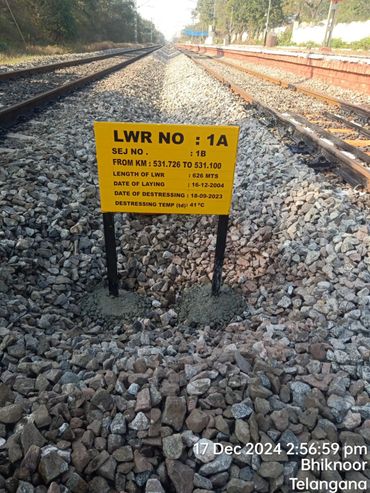 LWR NO : 1A
SEJ NO . : 1B
FROM KM : 531.726 TO 531.100
LENGTH OF LWR : 626 MTS
DATE OF LAYING : 16-12-2004
DATE OF DESTRESSING : 18-09-2023
DESTRESSING TEMP (td): 41°C
17 Dec 2024 2:56:59 pm
Bhiknoor
Telangana